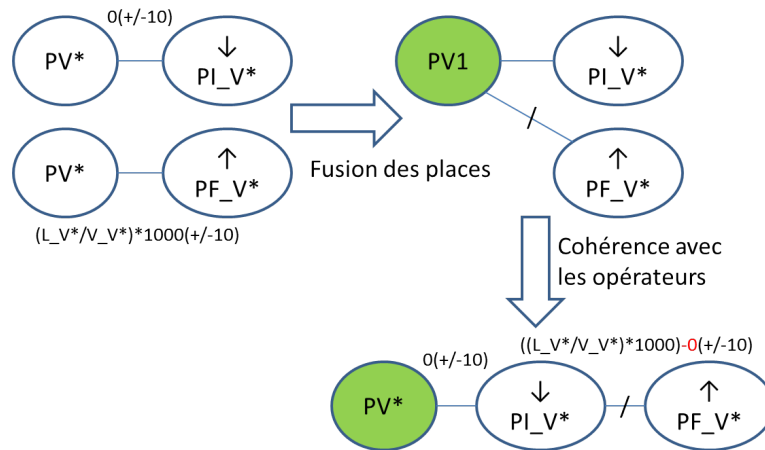 0(+/-10)
PV*
↓
PI_V*
PV*
↑
PF_V*
(L_V*/V_V*)*1000(+/-10)
Fusion des places
PV1
↓
PI_V*
/
↑
PF_V*
Cohérence avec
les opérateurs
((L_V*/V_V*)*1000)-0(+/-10)
0(+/-10)
PV*
↓
PI_V*
/
↑
PF_V*